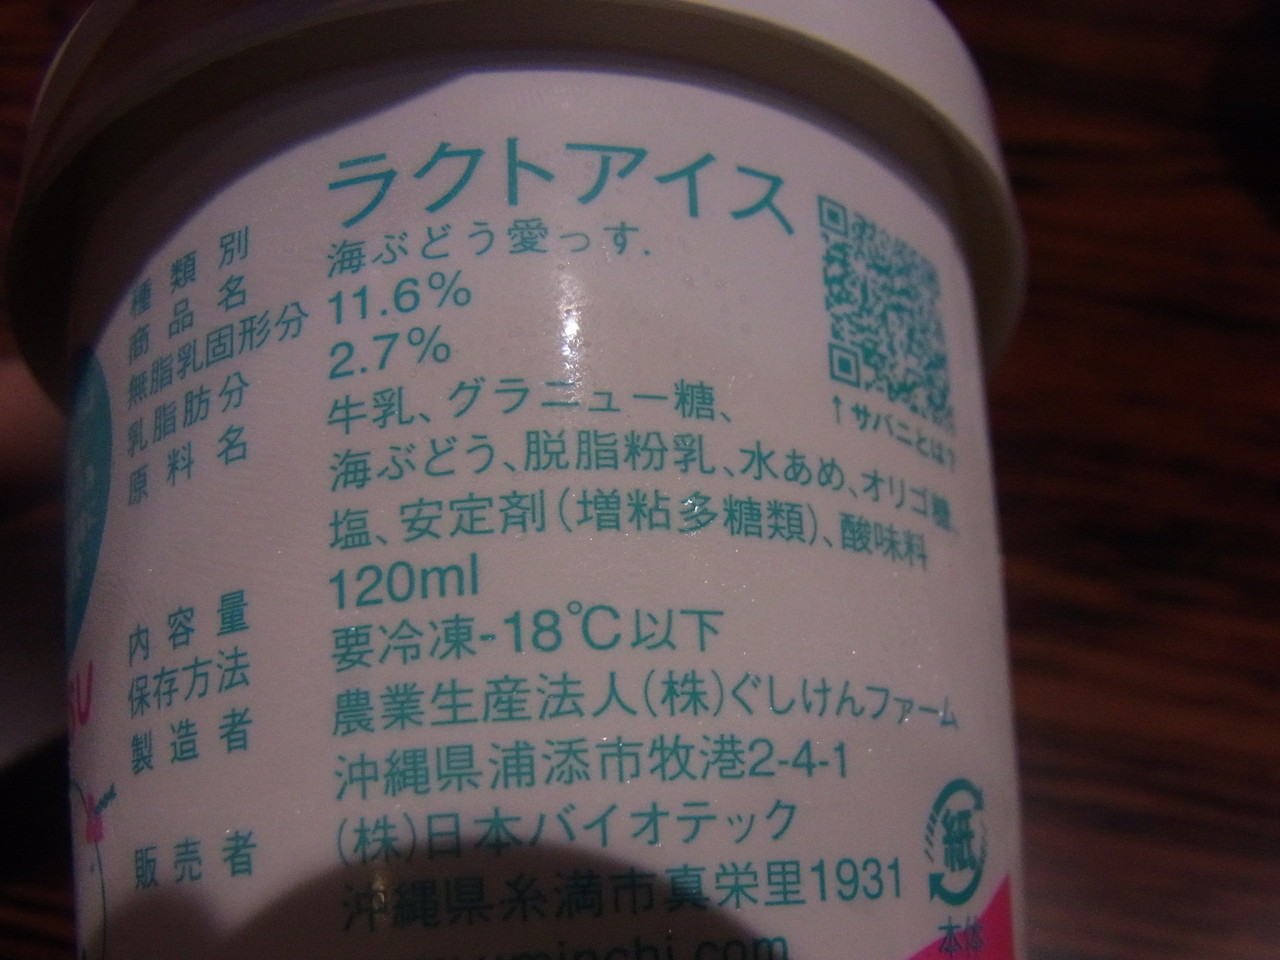 種類別 ラクトアイス
商品名 海ぶどう愛っす.
無脂乳固形分 11.6%
乳脂肪分 2.7%
原料名 牛乳、グラニュー糖、
海ぶどう、脱脂粉乳、水あめ、オリゴ糖、
塩、安定剤(増粘多糖類)、酸味料
内容量 120ml
保存方法 要冷凍-18℃以下
製造者 農業生産法人(株)ぐしけんファーム
沖縄県浦添市牧港2-4-1
販売者 (株)日本バイオテック
沖縄県糸満市真栄里1931
↑サバニとは?
紙
本体
SU